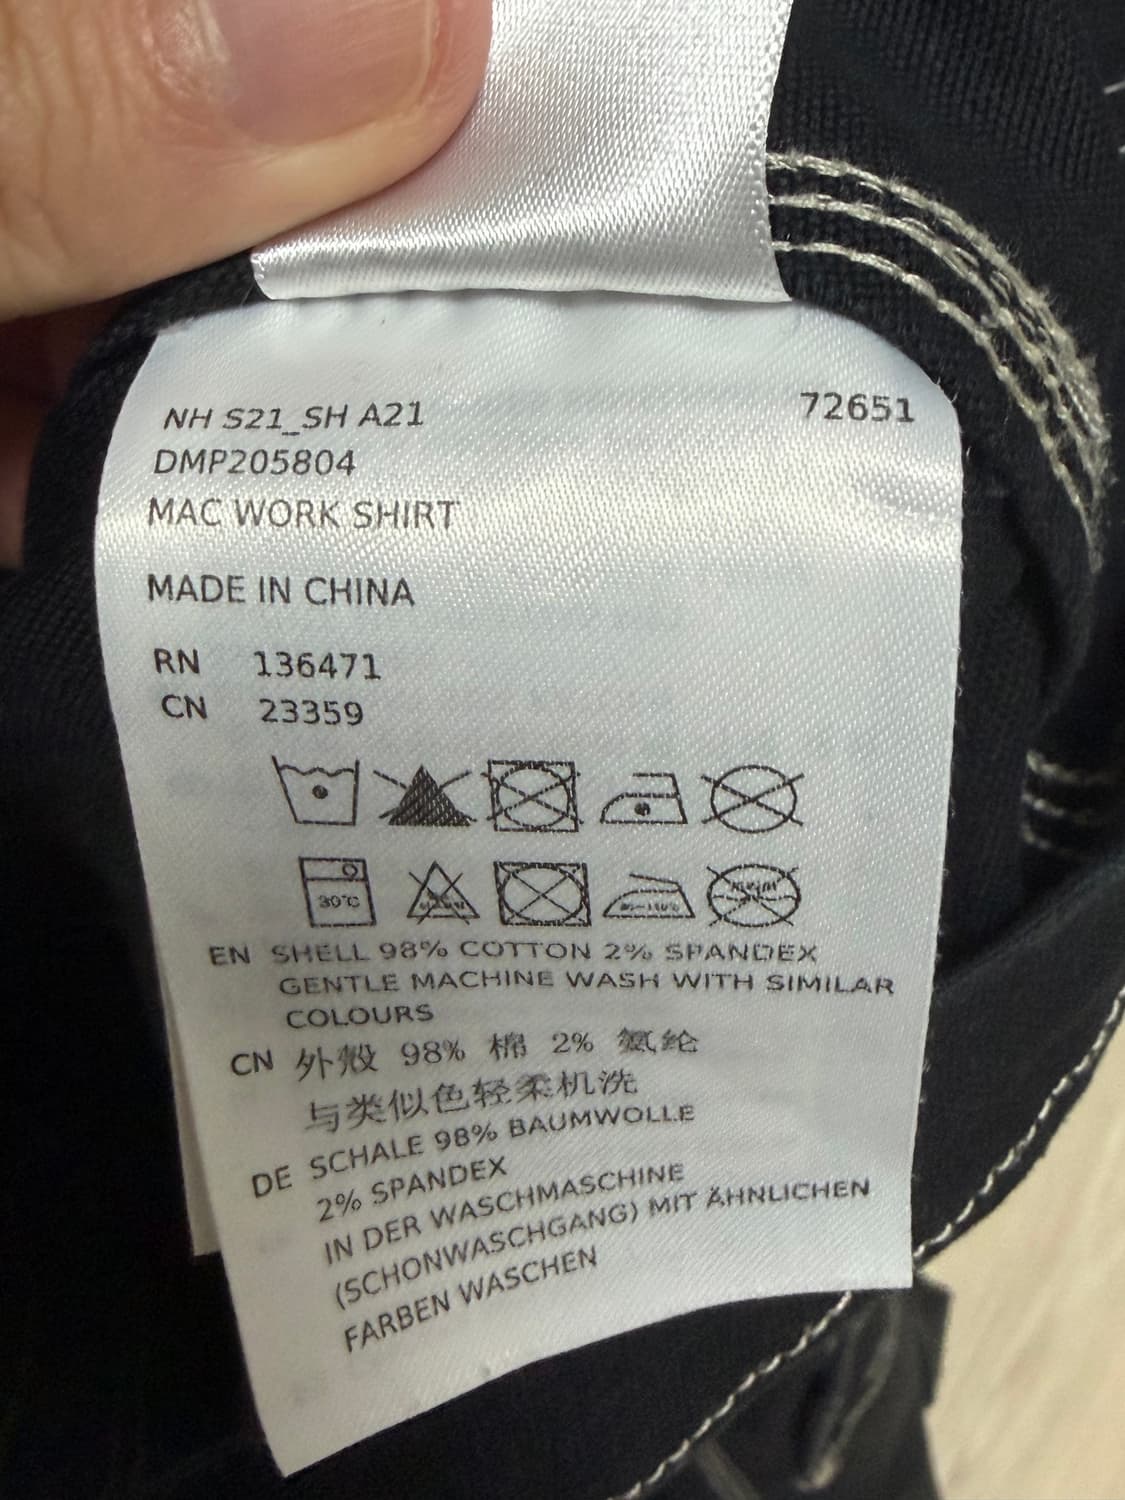 NH S21_SH A21 72651
DMP205804
MAC WORK SHIRT
MADE IN CHINA
RN 136471
CN 23359
30°C
EN SHELL 98% COTTON 2% SPANDEX
GENTLE MACHINE WASH WITH SIMILAR
COLOURS
CN 外殻 98% 棉 2% 氨纶
与类似色轻柔机洗
DE SCHALE 98% BAUMWOLLE
2% SPANDEX
IN DER WASCHMASCHINE
(SCHONWASCHGANG) MIT ÄHNLICHEN
FARBEN WASCHEN